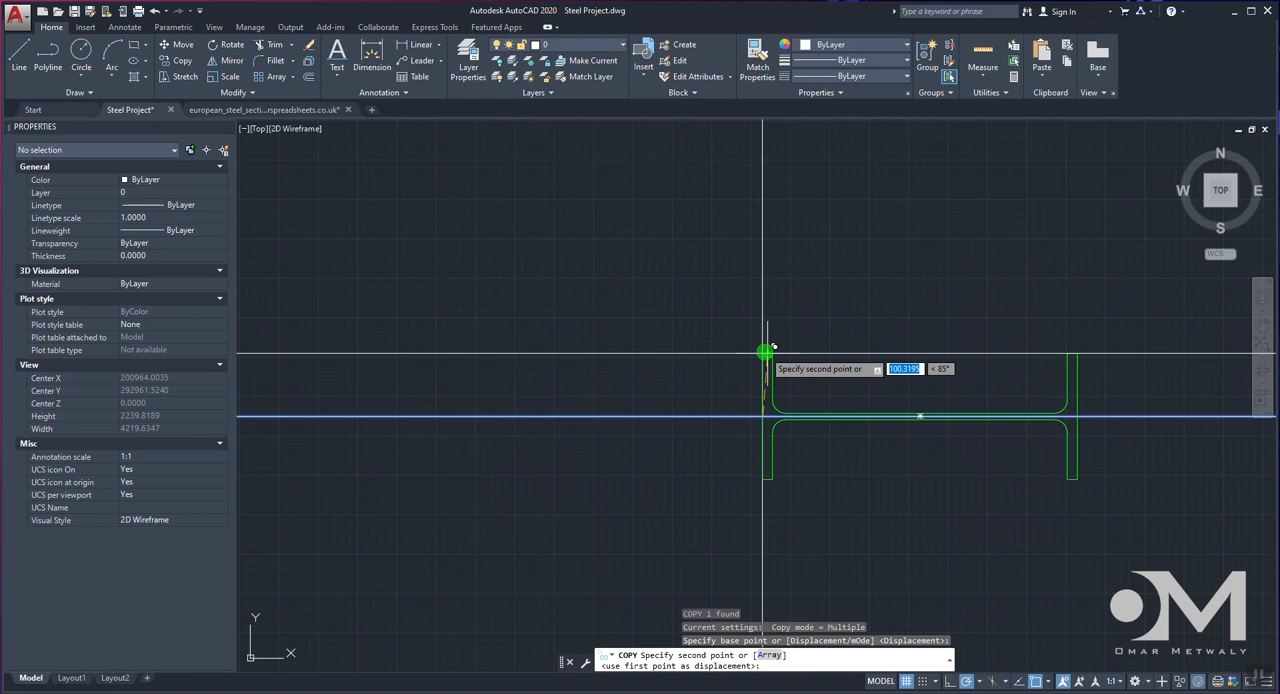 Autodesk AutoCAD 2020 Steel Project.dwg
Type a keyword or phrase
Sign In
Home Insert Annotate Parametric View Manage Output Add-ins Collaborate Express Tools Featured Apps
Line Polyline Circle Arc
Move Rotate Trim
Copy Mirror Fillet
Stretch Scale Array
Text Dimension
Linear
Leader
Table
Layer Properties
0
Make Current
Match Layer
Insert
Create
Edit
Edit Attributes
Match Properties
ByLayer
ByLayer
ByLayer
Group
Measure
Paste
Base
Draw Modify Annotation Layers Block Properties Groups Utilities Clipboard View
Start Steel Project* european_steel_secti...rspreadsheets.co.uk*
PROPERTIES
[−][Top][2D Wireframe]
No selection
General
Color ByLayer
Layer 0
Linetype ByLayer
Linetype scale 1.0000
Lineweight ByLayer
Transparency ByLayer
Thickness 0.0000
3D Visualization
Material ByLayer
Plot style
Plot style ByColor
Plot style table None
Plot table attached to Model
Plot table type Not available
View
Center X 200964.0035
Center Y 292961.5240
Center Z 0.0000
Height 2239.8189
Width 4219.6347
Misc
Annotation scale 1:1
UCS icon On Yes
UCS icon at origin Yes
UCS per viewport Yes
UCS Name
Visual Style 2D Wireframe
N
W TOP E
S
WCS
Specify second point or 100.3195 < 85°
Y
X
COPY 1 found
Current settings: Copy mode = Multiple
Specify base point or [Displacement/mOde] <Displacement>:
COPY Specify second point or [Array]
<use first point as displacement>:
OM
OMAR METWALY
Model Layout1 Layout2
MODEL 1:1